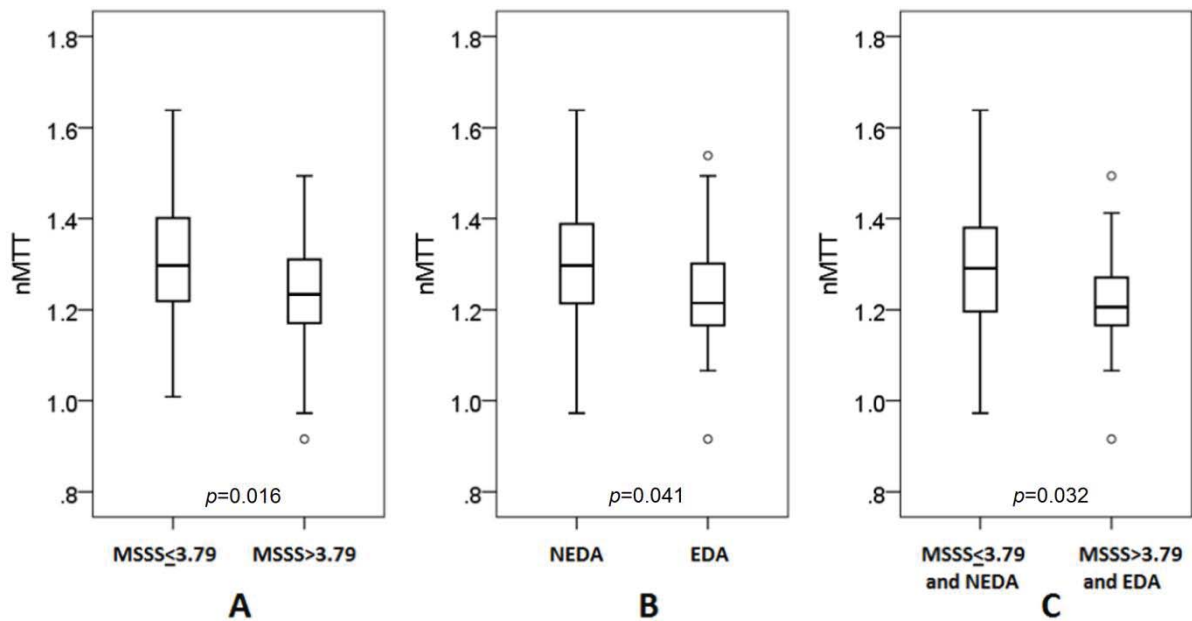 1.8
1.6
1.4
1.2
1.0
.8
nMTT
p=0.016
MSSS≤3.79
MSSS>3.79
A
1.8
1.6
1.4
1.2
1.0
.8
nMTT
p=0.041
NEDA
EDA
B
1.8
1.6
1.4
1.2
1.0
.8
nMTT
p=0.032
MSSS≤3.79
and NEDA
MSSS>3.79
and EDA
C